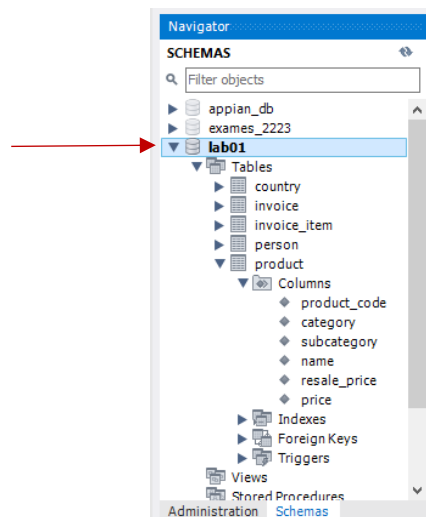 Navigator
SCHEMAS
Filter objects
appian_db
exames_2223
lab01
Tables
country
invoice
invoice_item
person
product
Columns
product_code
category
subcategory
name
resale_price
price
Indexes
Foreign Keys
Triggers
Views
Stored Procedures
Administration Schemas